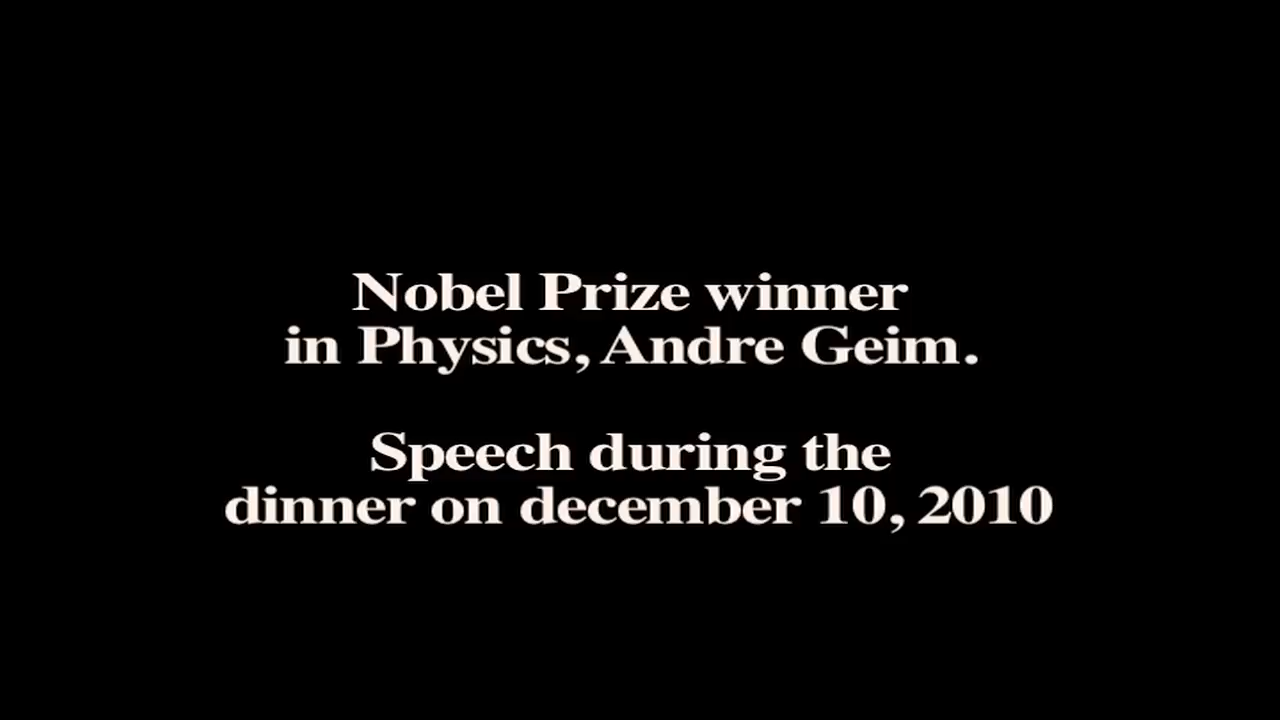 Nobel Prize winner
in Physics, Andre Geim.
Speech during the
dinner on december 10, 2010